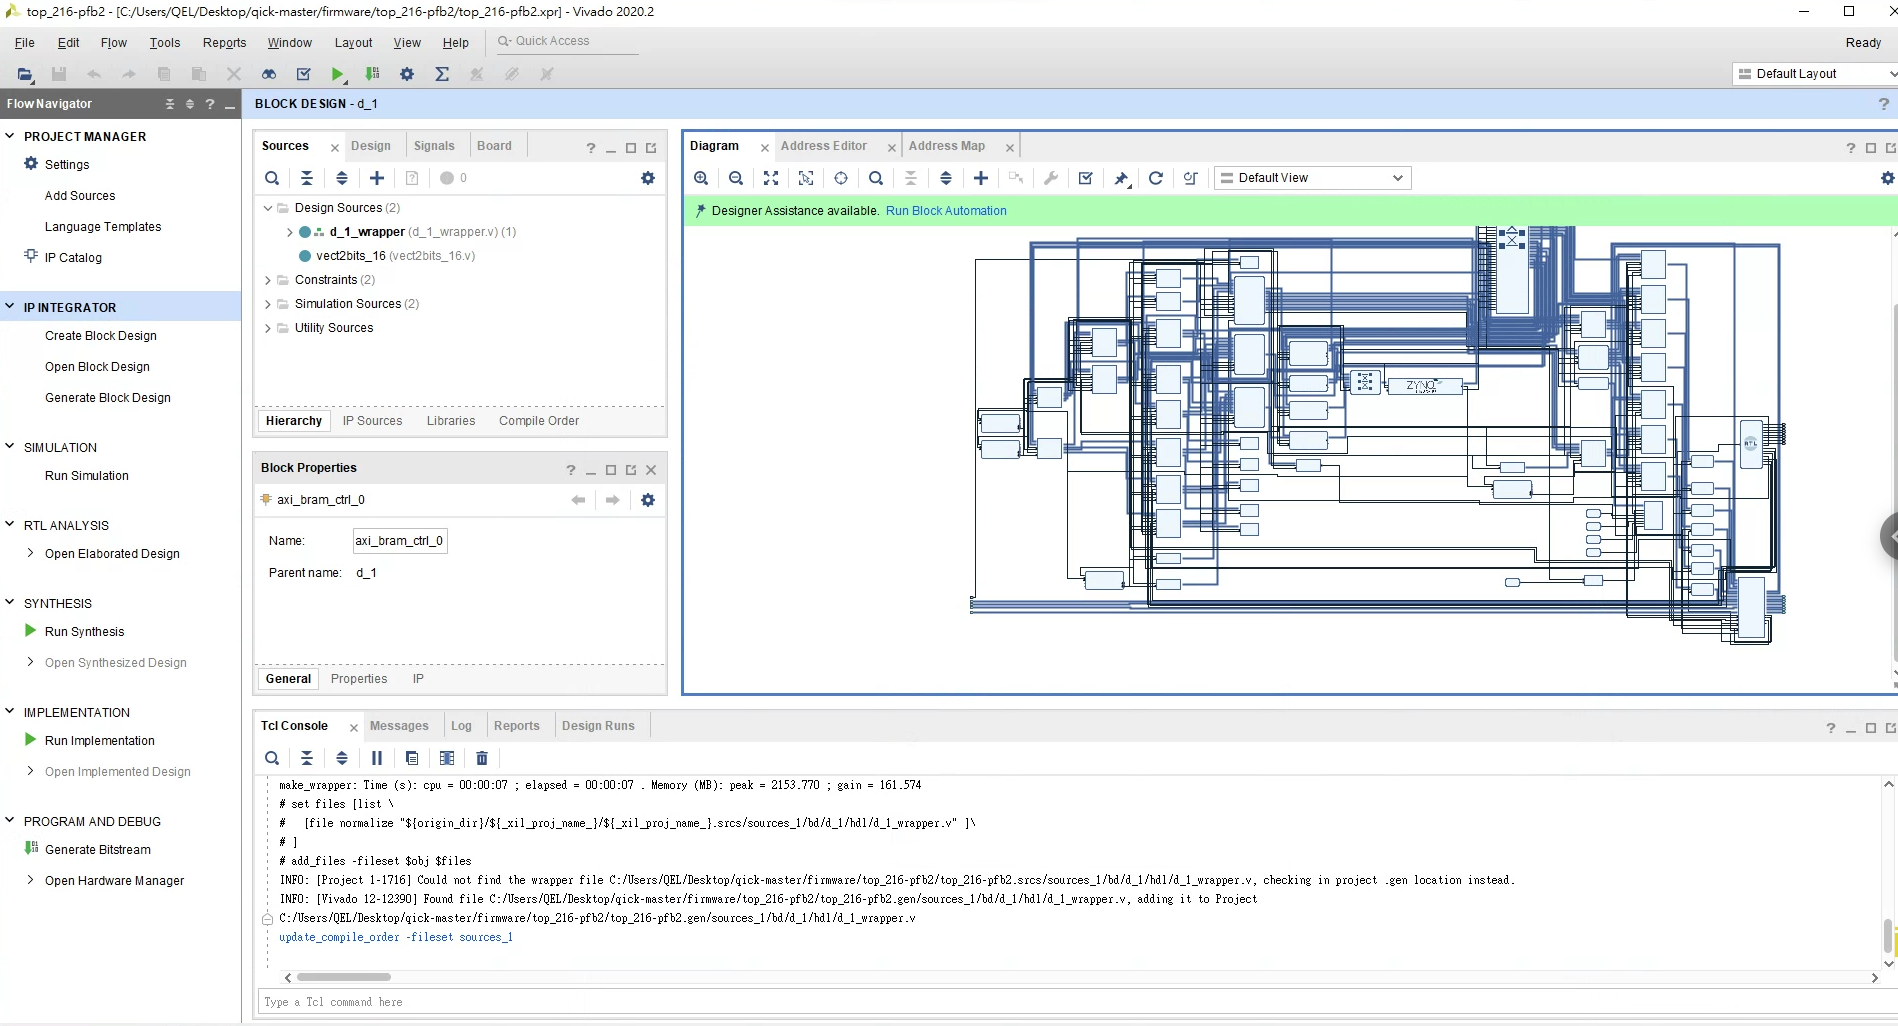 top_216-pfb2 - [C:/Users/QEL/Desktop/qick-master/firmware/top_216-pfb2/top_216-pfb2.xpr] - Vivado 2020.2
File Edit Flow Tools Reports Window Layout View Help Quick Access Ready
Default Layout
Flow Navigator
PROJECT MANAGER
Settings
Add Sources
Language Templates
IP Catalog
IP INTEGRATOR
Create Block Design
Open Block Design
Generate Block Design
SIMULATION
Run Simulation
RTL ANALYSIS
Open Elaborated Design
SYNTHESIS
Run Synthesis
Open Synthesized Design
IMPLEMENTATION
Run Implementation
Open Implemented Design
PROGRAM AND DEBUG
Generate Bitstream
Open Hardware Manager
BLOCK DESIGN - d_1
Sources Design Signals Board
0
Design Sources (2)
d_1_wrapper (d_1_wrapper.v) (1)
vect2bits_16 (vect2bits_16.v)
Constraints (2)
Simulation Sources (2)
Utility Sources
Hierarchy IP Sources Libraries Compile Order
Block Properties
axi_bram_ctrl_0
Name: axi_bram_ctrl_0
Parent name: d_1
General Properties IP
Diagram Address Editor Address Map
Default View
Designer Assistance available. Run Block Automation
ZYNQ
RTL
Tcl Console Messages Log Reports Design Runs
make_wrapper: Time (s): cpu = 00:00:07 ; elapsed = 00:00:07 . Memory (MB): peak = 2153.770 ; gain = 161.574
# set files [list \
# [file normalize "${origin_dir}/${_xil_proj_name_}/${_xil_proj_name_}.srcs/sources_1/bd/d_1/hdl/d_1_wrapper.v" ]\
# ]
# add_files -fileset $obj $files
INFO: [Project 1-1716] Could not find the wrapper file C:/Users/QEL/Desktop/qick-master/firmware/top_216-pfb2/top_216-pfb2.srcs/sources_1/bd/d_1/hdl/d_1_wrapper.v, checking in project .gen location instead.
INFO: [Vivado 12-12390] Found file C:/Users/QEL/Desktop/qick-master/firmware/top_216-pfb2/top_216-pfb2.gen/sources_1/bd/d_1/hdl/d_1_wrapper.v, adding it to Project
C:/Users/QEL/Desktop/qick-master/firmware/top_216-pfb2/top_216-pfb2.gen/sources_1/bd/d_1/hdl/d_1_wrapper.v
update_compile_order -fileset sources_1
Type a Tcl command here